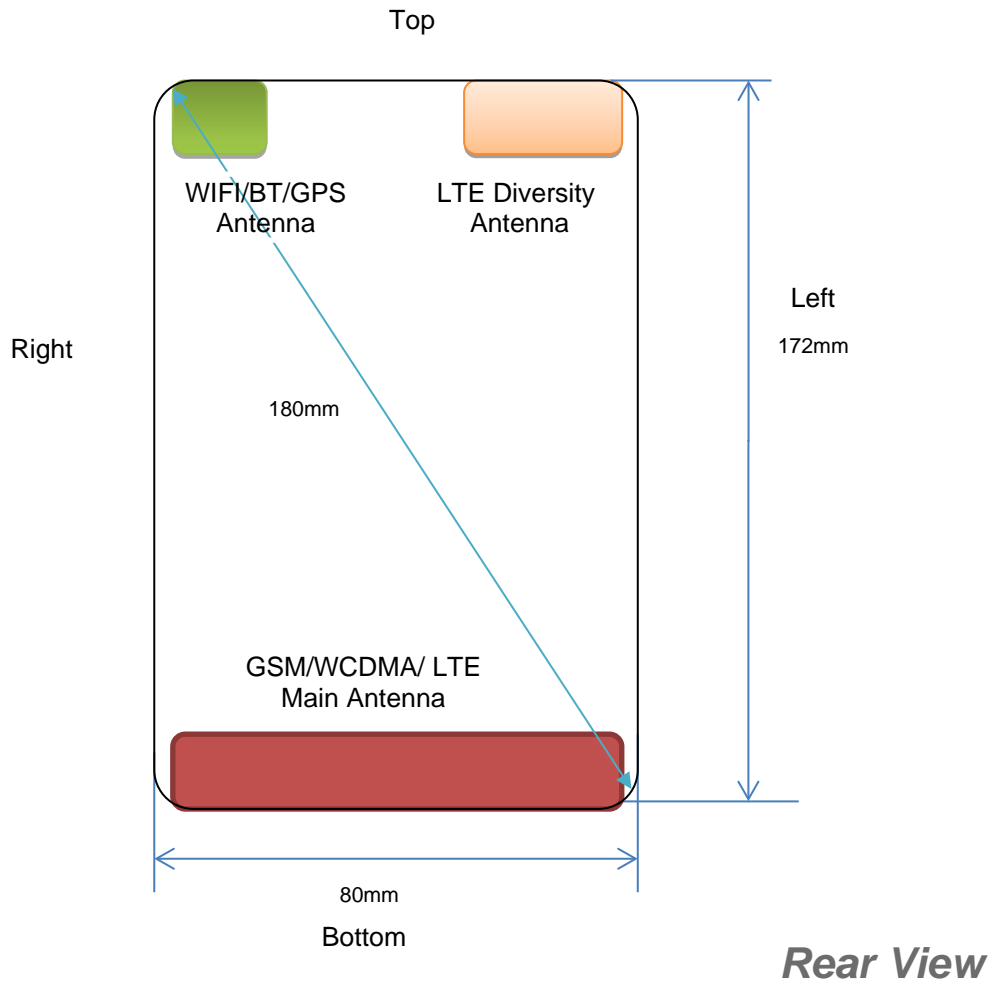 Top
WIFI/BT/GPS
Antenna
LTE Diversity
Antenna
Left
172mm
Right
180mm
GSM/WCDMA/ LTE
Main Antenna
80mm
Bottom
Rear View